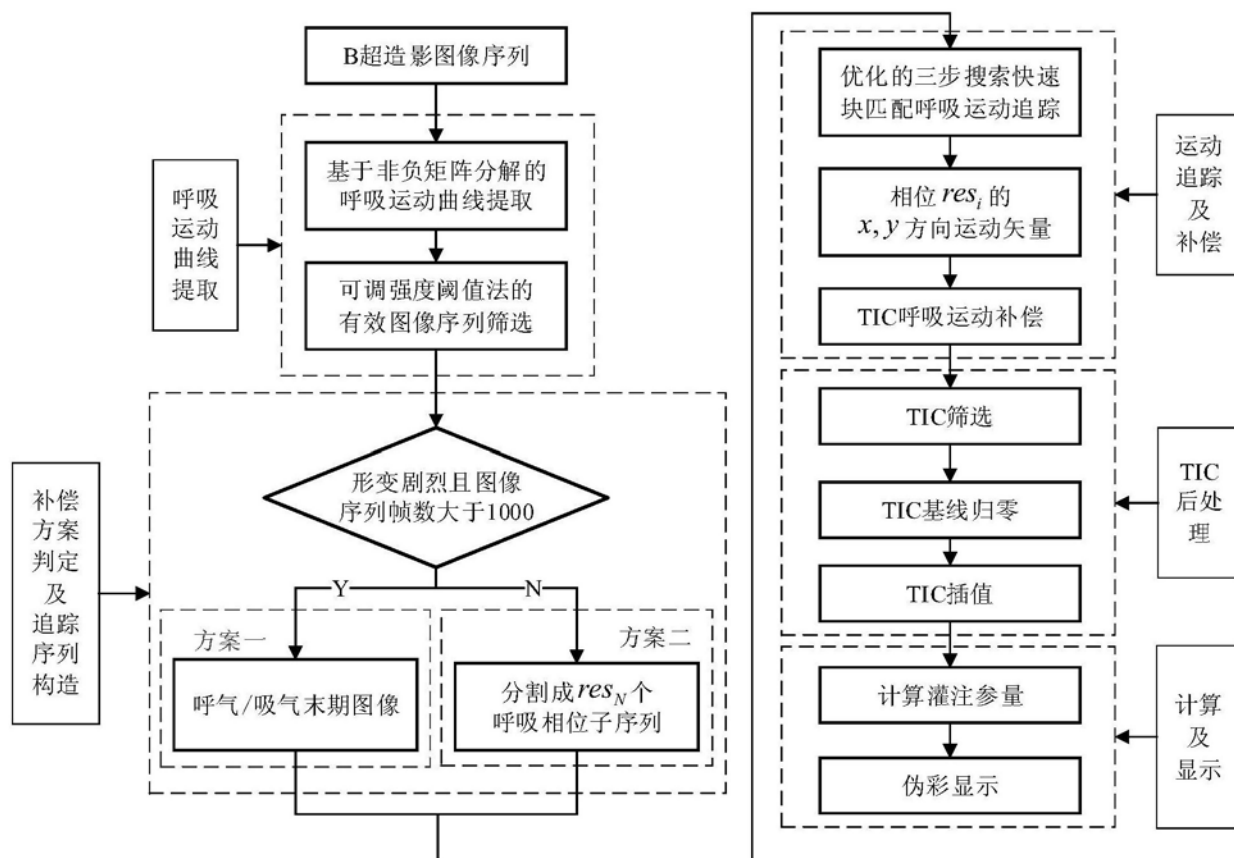 B超造影图像序列
呼吸
运动
曲线
提取
基于非负矩阵分解的
呼吸运动曲线提取
可调强度阈值法的
有效图像序列筛选
补偿
方案
判定
及
追踪
序列
构造
形变剧烈且图像
序列帧数大于1000
Y
N
方案一
呼气/吸气末期图像
方案二
分割成res_N个
呼吸相位子序列
优化的三步搜索快速
块匹配呼吸运动追踪
相位res_i的
x, y方向运动矢量
TIC呼吸运动补偿
运动
追踪
及
补偿
TIC筛选
TIC基线归零
TIC插值
TIC
后处
理
计算灌注参量
伪彩显示
计算
及
显示